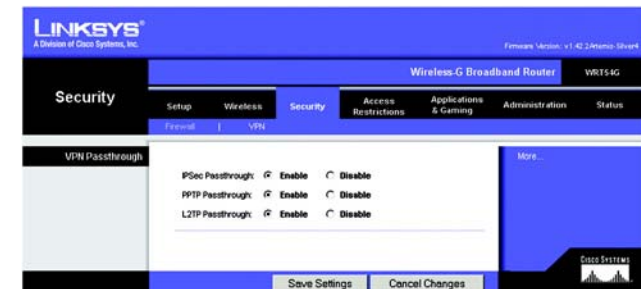 LINKSYS®
A Division of Cisco Systems, Inc.
Firmware Version: v1.42.2
Wireless-G Broadband Router WRT54G
Security
Setup Wireless Security Access Restrictions Applications & Gaming Administration Status
Firewall | VPN
VPN Passthrough
IPSec Passthrough: Enable Disable
PPTP Passthrough: Enable Disable
L2TP Passthrough: Enable Disable
More...
CISCO SYSTEMS
Save Settings Cancel Changes